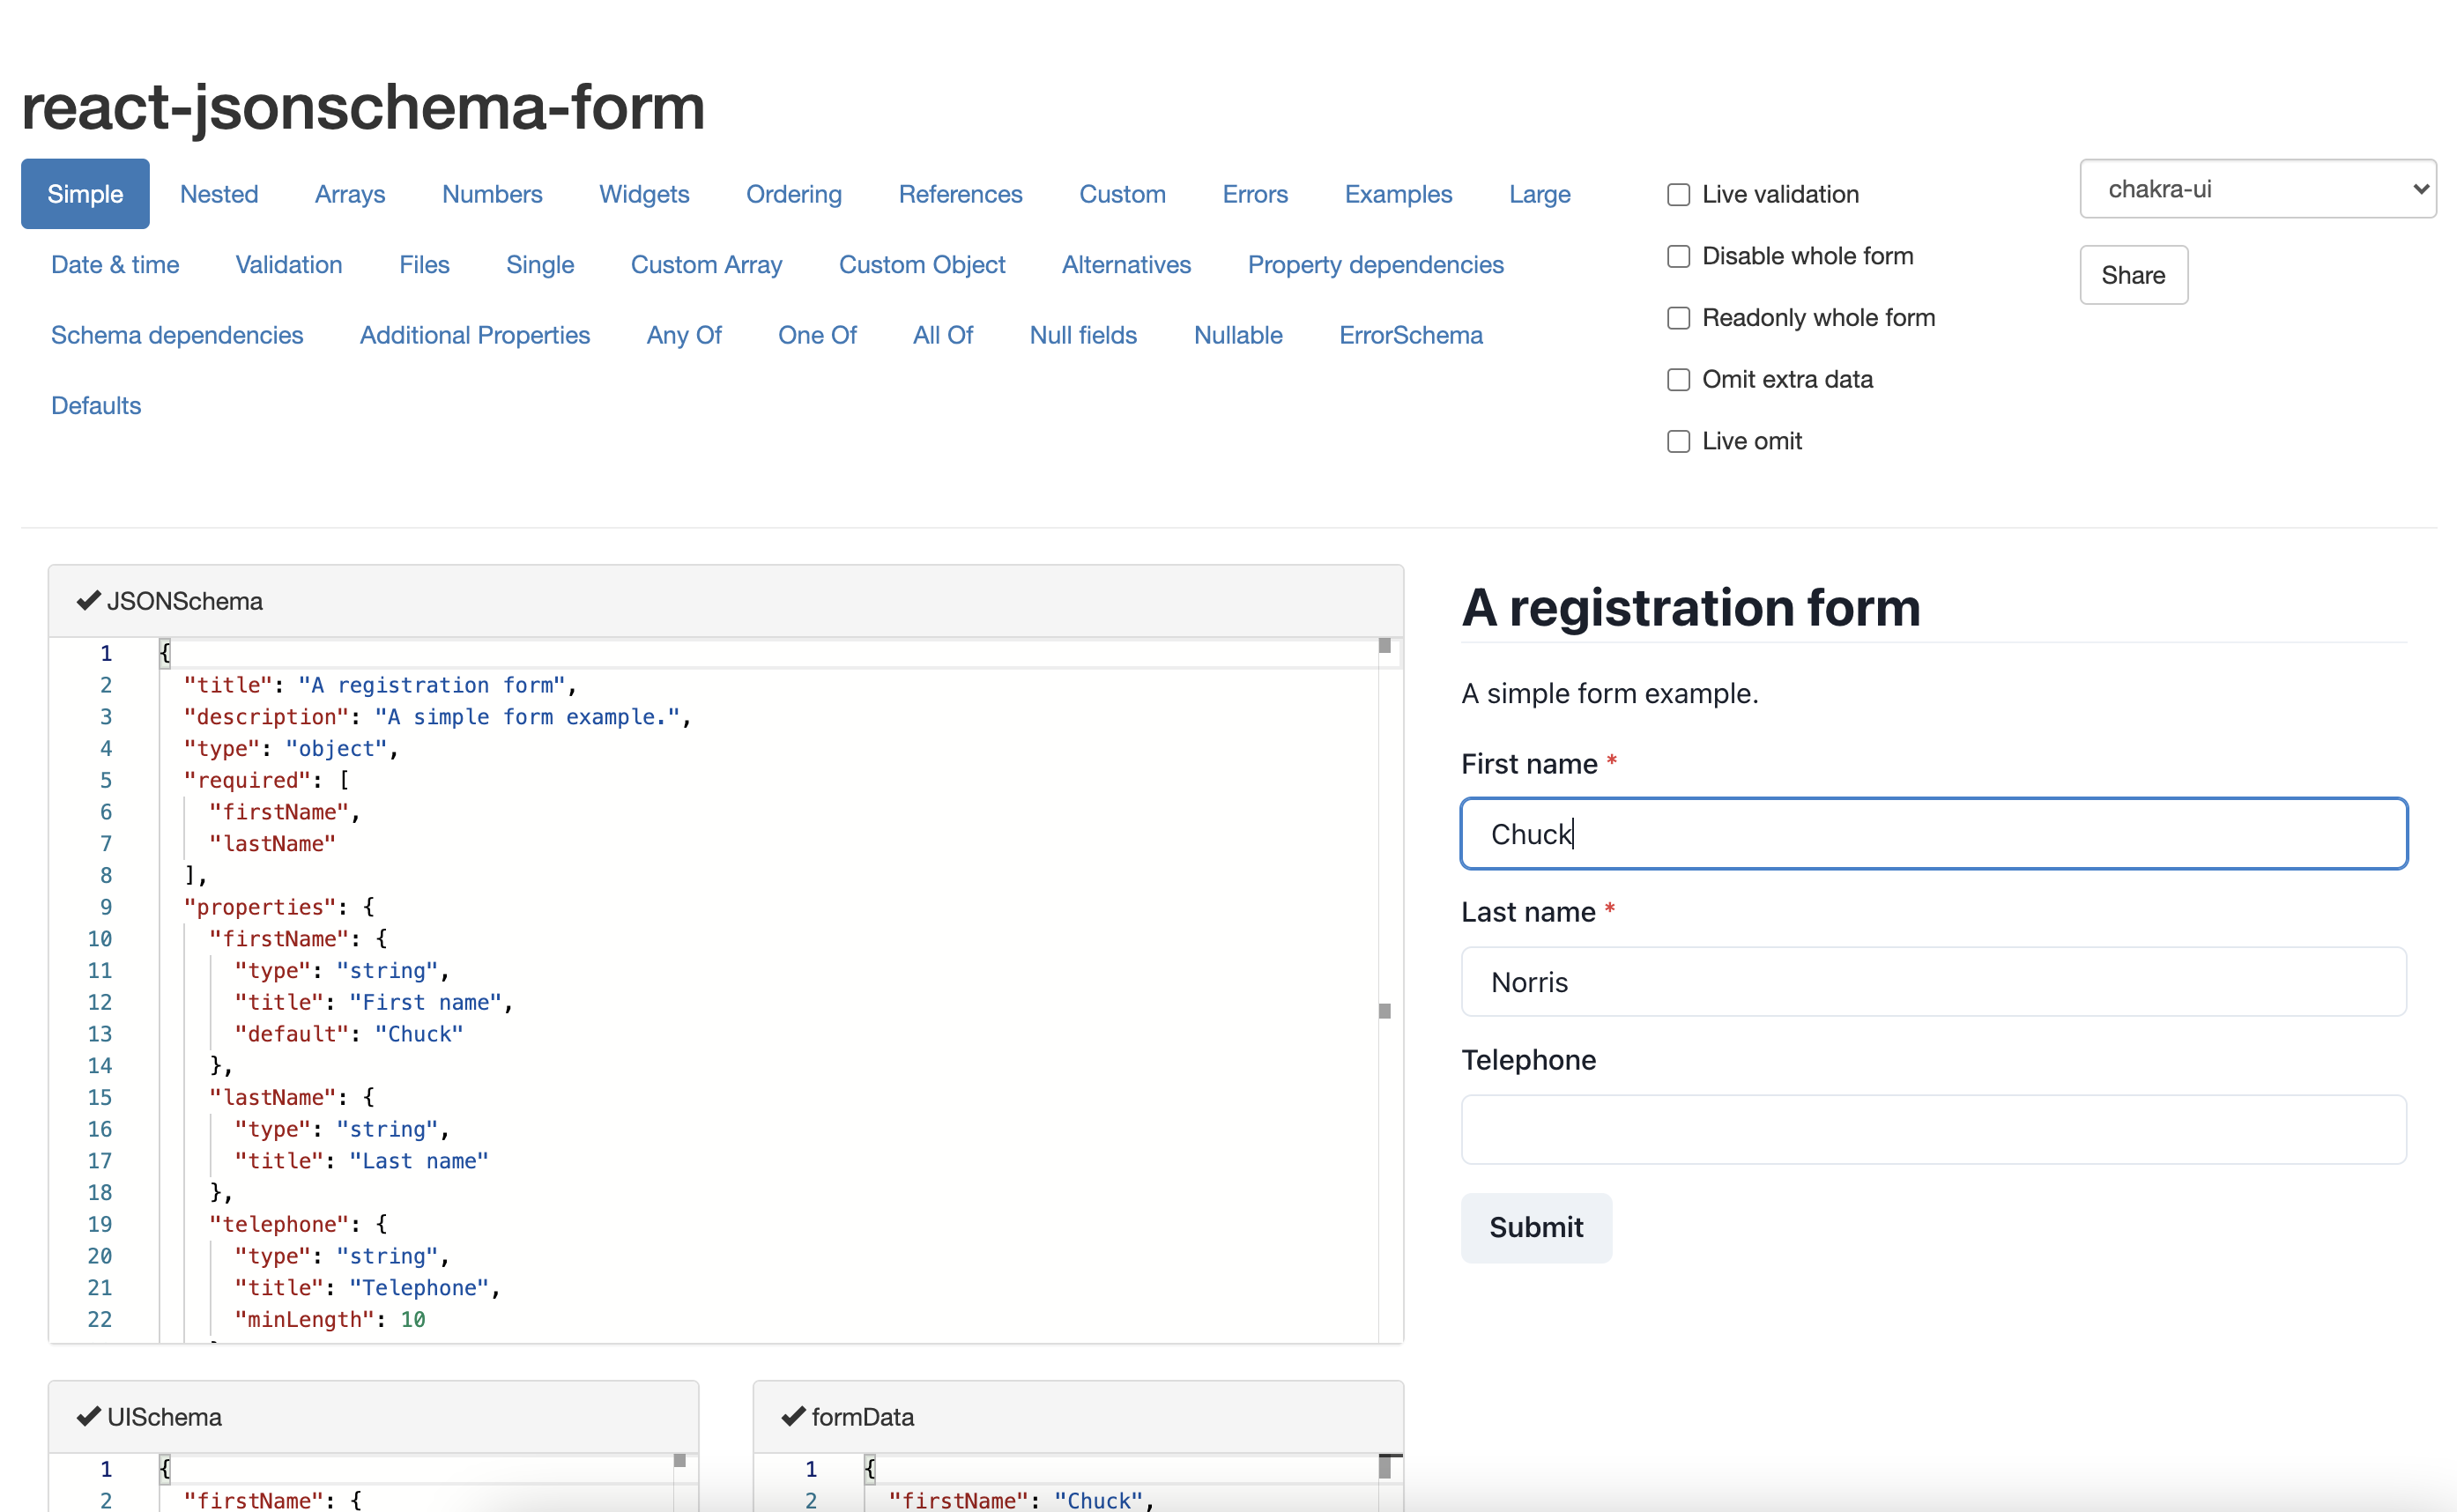 react-jsonschema-form
Simple Nested Arrays Numbers Widgets Ordering References Custom Errors Examples Large
Date & time Validation Files Single Custom Array Custom Object Alternatives Property dependencies
Schema dependencies Additional Properties Any Of One Of All Of Null fields Nullable ErrorSchema
Defaults
Live validation
Disable whole form
Readonly whole form
Omit extra data
Live omit
chakra-ui
Share
JSONSchema
1 {
2 "title": "A registration form",
3 "description": "A simple form example.",
4 "type": "object",
5 "required": [
6 "firstName",
7 "lastName"
8 ],
9 "properties": {
10 "firstName": {
11 "type": "string",
12 "title": "First name",
13 "default": "Chuck"
14 },
15 "lastName": {
16 "type": "string",
17 "title": "Last name"
18 },
19 "telephone": {
20 "type": "string",
21 "title": "Telephone",
22 "minLength": 10
UISchema
1 {
2 "firstName": {
formData
1 {
2 "firstName": "Chuck",
A registration form
A simple form example.
First name *
Chuck
Last name *
Norris
Telephone
Submit